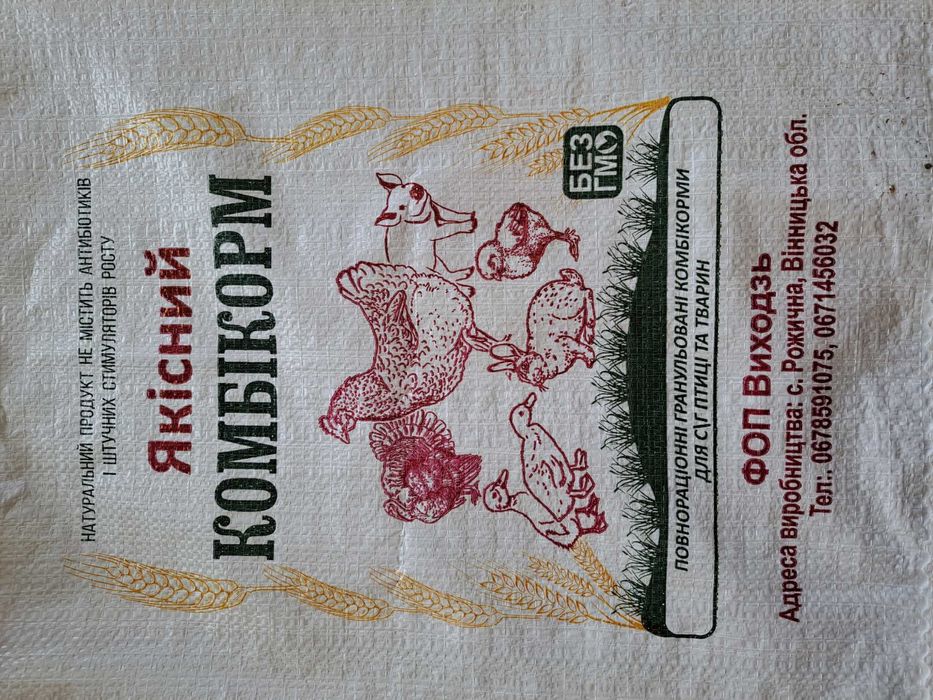 НАТУРАЛЬНИЙ ПРОДУКТ НЕ МІСТИТЬ АНТИБІОТИКІВ
І ШТУЧНИХ СТИМУЛЯТОРІВ РОСТУ
Якісний
КОМБІКОРМ
БЕЗ
ГМО
ПОВНОРАЦІОННІ ГРАНУЛЬОВАНІ КОМБІКОРМИ
ДЛЯ С\Г ПТИЦІ ТА ТВАРИН
ФОП Виходзь
Адреса виробництва: с. Рожична, Вінницька обл.
Тел:. 0678591075, 0671456032